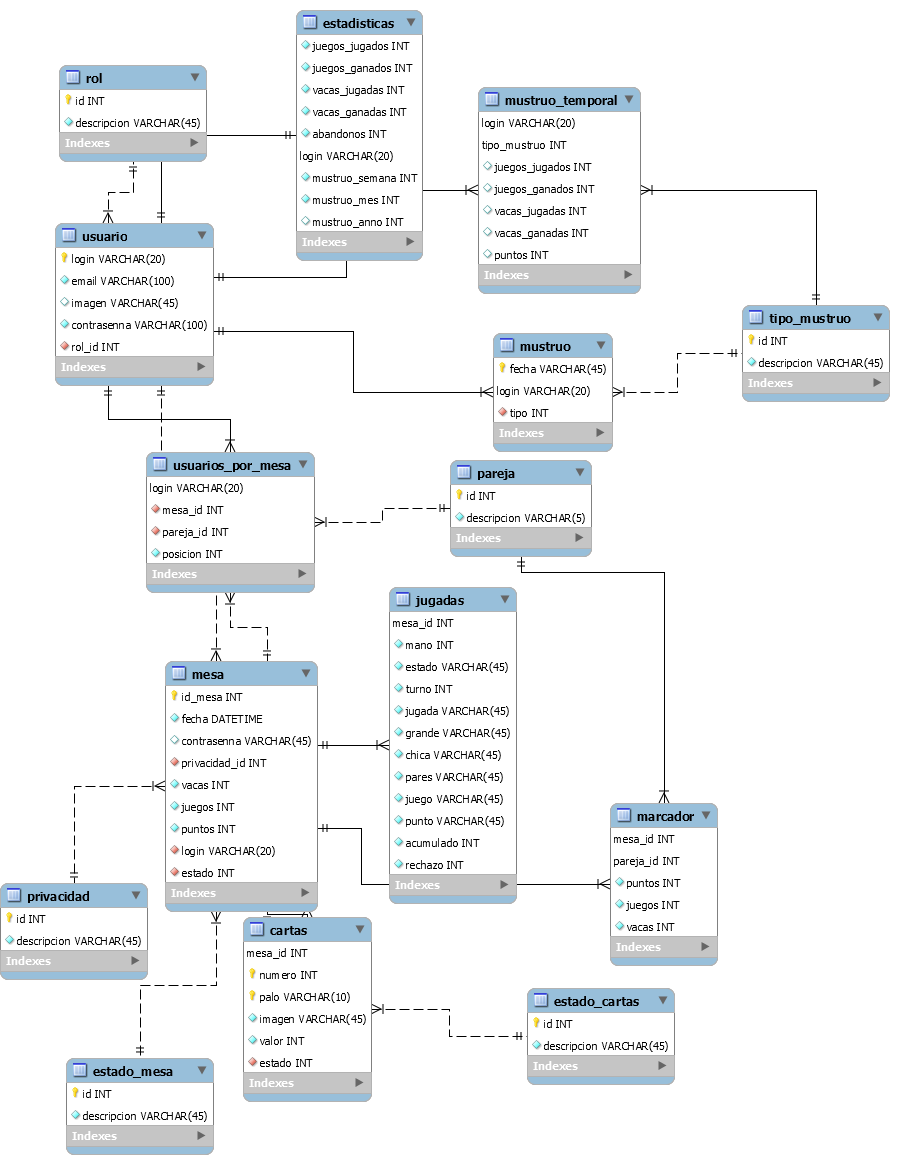 estadisticas
juegos_jugados INT
juegos_ganados INT
vacas_jugadas INT
vacas_ganadas INT
abandonos INT
login VARCHAR(20)
mustruo_semana INT
mustruo_mes INT
mustruo_anno INT
Indexes
rol
id INT
descripcion VARCHAR(45)
Indexes
mustruo_temporal
login VARCHAR(20)
tipo_mustruo INT
juegos_jugados INT
juegos_ganados INT
vacas_jugadas INT
vacas_ganadas INT
puntos INT
Indexes
usuario
login VARCHAR(20)
email VARCHAR(100)
imagen VARCHAR(45)
contrasenna VARCHAR(100)
rol_id INT
Indexes
tipo_mustruo
id INT
descripcion VARCHAR(45)
Indexes
mustruo
fecha VARCHAR(45)
login VARCHAR(20)
tipo INT
Indexes
usuarios_por_mesa
login VARCHAR(20)
mesa_id INT
pareja_id INT
posicion INT
Indexes
pareja
id INT
descripcion VARCHAR(5)
Indexes
jugadas
mesa_id INT
mano INT
estado VARCHAR(45)
turno INT
jugada VARCHAR(45)
grande VARCHAR(45)
chica VARCHAR(45)
pares VARCHAR(45)
juego VARCHAR(45)
punto VARCHAR(45)
acumulado INT
rechazo INT
Indexes
mesa
id_mesa INT
fecha DATETIME
contrasenna VARCHAR(45)
privacidad_id INT
vacas INT
juegos INT
puntos INT
login VARCHAR(20)
estado INT
Indexes
marcador
mesa_id INT
pareja_id INT
puntos INT
juegos INT
vacas INT
Indexes
privacidad
id INT
descripcion VARCHAR(45)
Indexes
cartas
mesa_id INT
numero INT
palo VARCHAR(10)
imagen VARCHAR(45)
valor INT
estado INT
Indexes
estado_cartas
id INT
descripcion VARCHAR(45)
Indexes
estado_mesa
id INT
descripcion VARCHAR(45)
Indexes